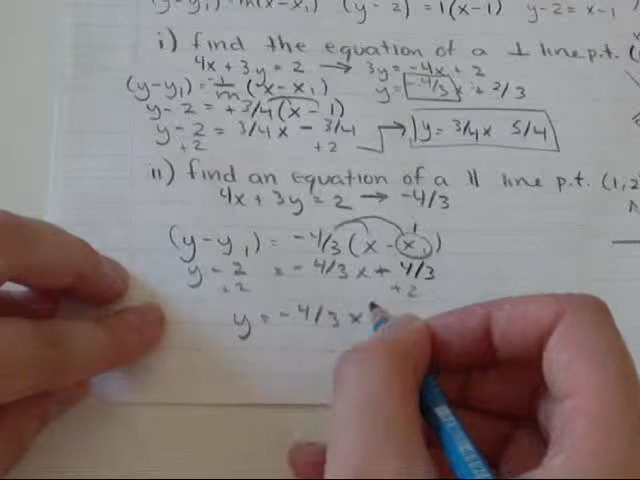 (y-y₁) = m(x-x₁) (y-2) = 1(x-1) y-2 = x-1
i) find the equation of a ⊥ line p.t. (
4x + 3y = 2 → 3y = -4x + 2
(y-y₁) = -1/m (x-x₁) y = -4/3 x + 2/3
y-2 = +3/4(x-1)
y-2 = 3/4x - 3/4 → y = 3/4x 5/4
+2 +2
ii) find an equation of a || line p.t. (1,2
4x + 3y = 2 → -4/3
1
(y-y₁) = -4/3(x-x₁)
y-2 = -4/3x + 4/3
+2 +2
y = -4/3x